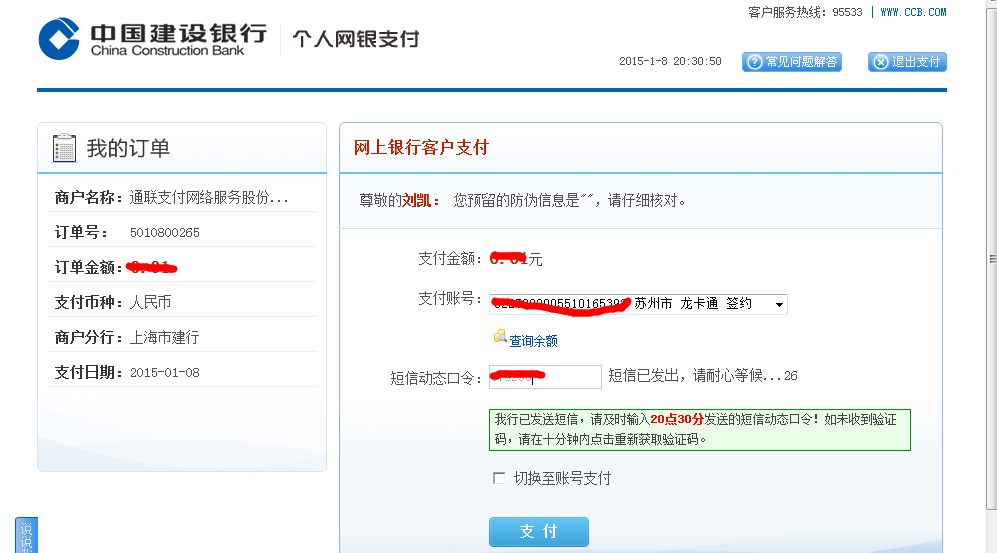 客户服务热线: 95533 | WWW.CCB.COM
中国建设银行
China Construction Bank
个人网银支付
2015-1-8 20:30:50
常见问题解答
退出支付
我的订单
商户名称: 通联支付网络服务股份...
订单号: 5010800265
订单金额:
支付币种: 人民币
商户分行: 上海市建行
支付日期: 2015-01-08
网上银行客户支付
尊敬的刘凯: 您预留的防伪信息是“”，请仔细核对。
支付金额: 元
支付账号: 苏州市 龙卡通 签约
查询余额
短信动态口令: 短信已发出，请耐心等候...26
我行已发送短信，请及时输入20点30分发送的短信动态口令！如未收到验证
码，请在十分钟内点击重新获取验证码。
切换至账号支付
支 付